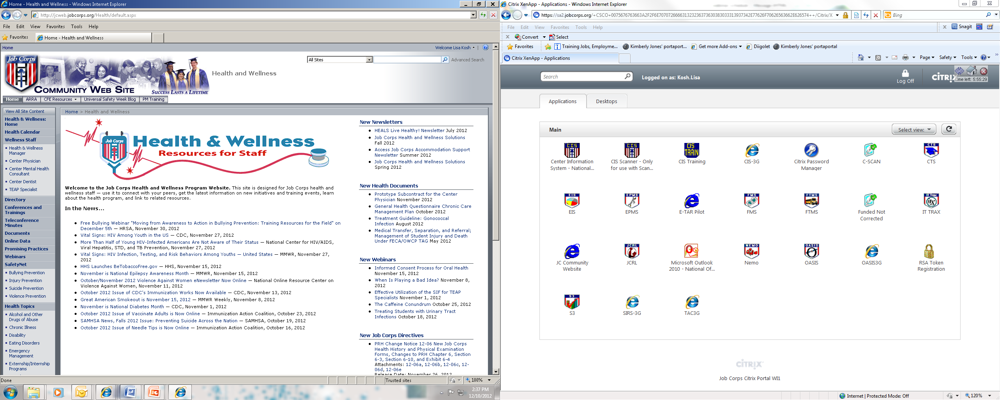 Home - Health and Wellness - Windows Internet Explorer
http://jcweb.jobcorps.org/Health/default.aspx
File Edit View Favorites Tools Help
Favorites
Home - Health and Wellness
Home
Welcome Lisa Kosh
Job Corps
COMMUNITY WEB SITE
SUCCESS LASTS A LIFETIME
Health and Wellness
All Sites
Advanced Search
Home ARRA CFE Resources Universal Safety Week Blog PM Training
View All Site Content
Health & Wellness:
Home
Health Calendar
Wellness Staff
Health & Wellness
Manager
Center Physician
Center Mental Health
Consultant
Center Dentist
TEAP Specialist
Directory
Conferences and
Trainings
Teleconference
Minutes
Documents
Online Data
Promising Practices
Webinars
SafetyNet
Bullying Prevention
Injury Prevention
Suicide Prevention
Violence Prevention
Health Topics
Alcohol and Other
Drugs of Abuse
Chronic Illness
Disability
Eating Disorders
Emergency
Management
Externship/Internship
Programs
Home > Health and Wellness
Job Corps
Health & Wellness
Resources for Staff
Welcome to the Job Corps Health and Wellness Program Website. This site is designed for Job Corps health and
wellness staff — use it to connect with your peers, get the latest information on new initiatives and training events, learn
about the health program, and link to related resources.
In the News...
Free Bullying Webinar "Moving from Awareness to Action in Bullying Prevention: Training Resources for the Field" on
December 5th — HRSA, November 30, 2012
Vital Signs: HIV Among Youth in the US — CDC, November 27, 2012
More Than Half of Young HIV-Infected Americans Are Not Aware of Their Status — National Center for HIV/AIDS,
Viral Hepatitis, STD, and TB Prevention, November 27, 2012
Vital Signs: HIV Infection, Testing, and Risk Behaviors Among Youths — United States — MMWR, November 27,
2012
HHS Launches BeTobaccoFree.gov — HHS, November 15, 2012
November is National Epilepsy Awareness Month — MMWR, November 15, 2012
October/November 2012 Violence Against Women eNewsletter Now Online — National Online Resource Center on
Violence Against Women, November 11, 2012
October 2012 Issue of CDC's Immunization Works Now Available — CDC, November 13, 2012
Great American Smokeout is November 15, 2012 — MMWR Weekly, November 8, 2012
November is National Diabetes Month — CDC, November 1, 2012
October 2012 Issue of Vaccinate Adults is Now Online — Immunization Action Coalition, October 23, 2012
SAMHSA News, Falls 2012 Issue: Preventing Suicide Across the Nation — SAMHSA, October 19, 2012
October 2012 Issue of Needle Tips is Now Online — Immunization Action Coalition, October 16, 2012
New Newsletters
HEALS Live Healthy! Newsletter July 2012
Job Corps Health and Wellness Solutions
Fall 2012
Access Job Corps Accommodation Support
Newsletter Summer 2012
Job Corps Health and Wellness Solutions
Spring 2012
New Health Documents
Prototype Subcontract for the Center
Physician November 2012
General Health Questionnaire Chronic Care
Management Plan October 2012
Treatment Guideline: Gonococcal
Infection August 2012
Medical Transfer, Separation, and Referral;
Management of Student Injury and Death
Under FECA/OWCP TAG May 2012
New Webinars
Informed Consent Process for Oral Health
November 15, 2012
When Is Playing a Bad Idea? November 8,
2012
Effective Utilization of the SIF for TEAP
Specialists November 1, 2012
The Caffeine Conundrum October 25, 2012
Treating Students with Urinary Tract
Infections October 18, 2012
New Job Corps Directives
PRH Change Notice 12-06 New Job Corps
Health History and Physical Examination
Forms, Changes to PRH Chapter 6, Section
6-3, Section 6-10, and Exhibit 6-4
Attachments: 12-06a, 12-06b, 12-06c, 12-
06d, 12-06e
Release Date: November 26, 2012
Done
Trusted sites
100%
2:37 PM
12/10/2012
Citrix XenApp - Applications - Windows Internet Explorer
Bing
File Edit View Favorites Tools Help
Snagit
Convert Select
Favorites Training Jobs, Employme... Kimberly Jones' portaport... Get more Add-ons Diigolet Kimberly Jones' portaportal
Citrix XenApp - Applications
Page Safety Tools
Search
Logged on as: Kosh.Lisa
Log Off
CITRIX
Time left: 5:55:29
Applications Desktops
Main
Select view:
CIS
CIS
CIS TRAIN
CTS
Center Information
System - National...
CIS Scanner - Only
for use with Scan...
CIS Training
CIS-3G
Citrix Password
Manager
C-SCAN
CTS
EIS
EPMS
FMS
FTMS
IT Trax
EIS
EPMS
E-TAR Pilot
FMS
FTMS
Funded Not
Corrected
IT TRAX
JCRL
NEMO
OASIS
JC Community
Website
JCRL
Microsoft Outlook
2010 - National Of...
Nemo
OASIS
OASIS3G
RSA Token
Registration
S3
S3
SIRS-3G
TAC3G
CITRIX
Job Corps Citrix Portal WI1
Internet | Protected Mode: Off
120%